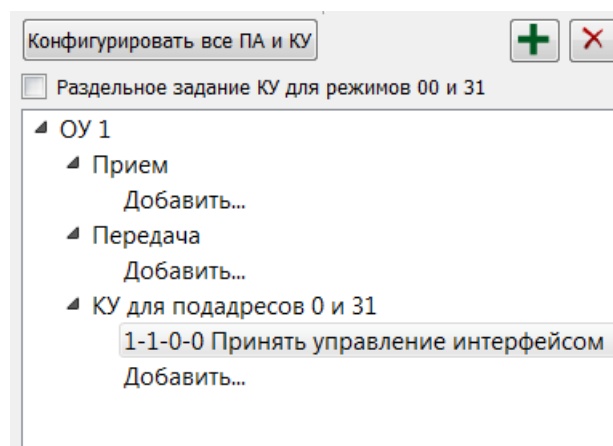 Конфигурировать все ПА и КУ
Раздельное задание КУ для режимов 00 и 31
ОУ 1
Прием
Добавить...
Передача
Добавить...
КУ для подадресов 0 и 31
1-1-0-0 Принять управление интерфейсом
Добавить...